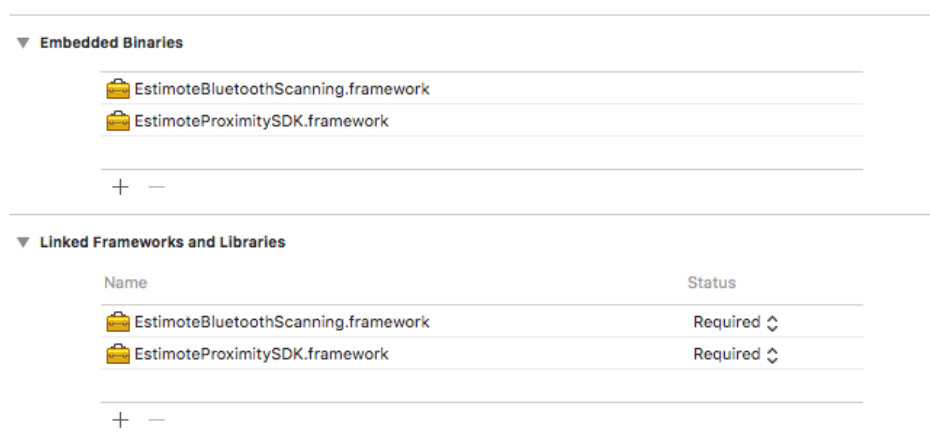 Embedded Binaries
EstimoteBluetoothScanning.framework
EstimoteProximitySDK.framework
Linked Frameworks and Libraries
Name Status
EstimoteBluetoothScanning.framework Required
EstimoteProximitySDK.framework Required